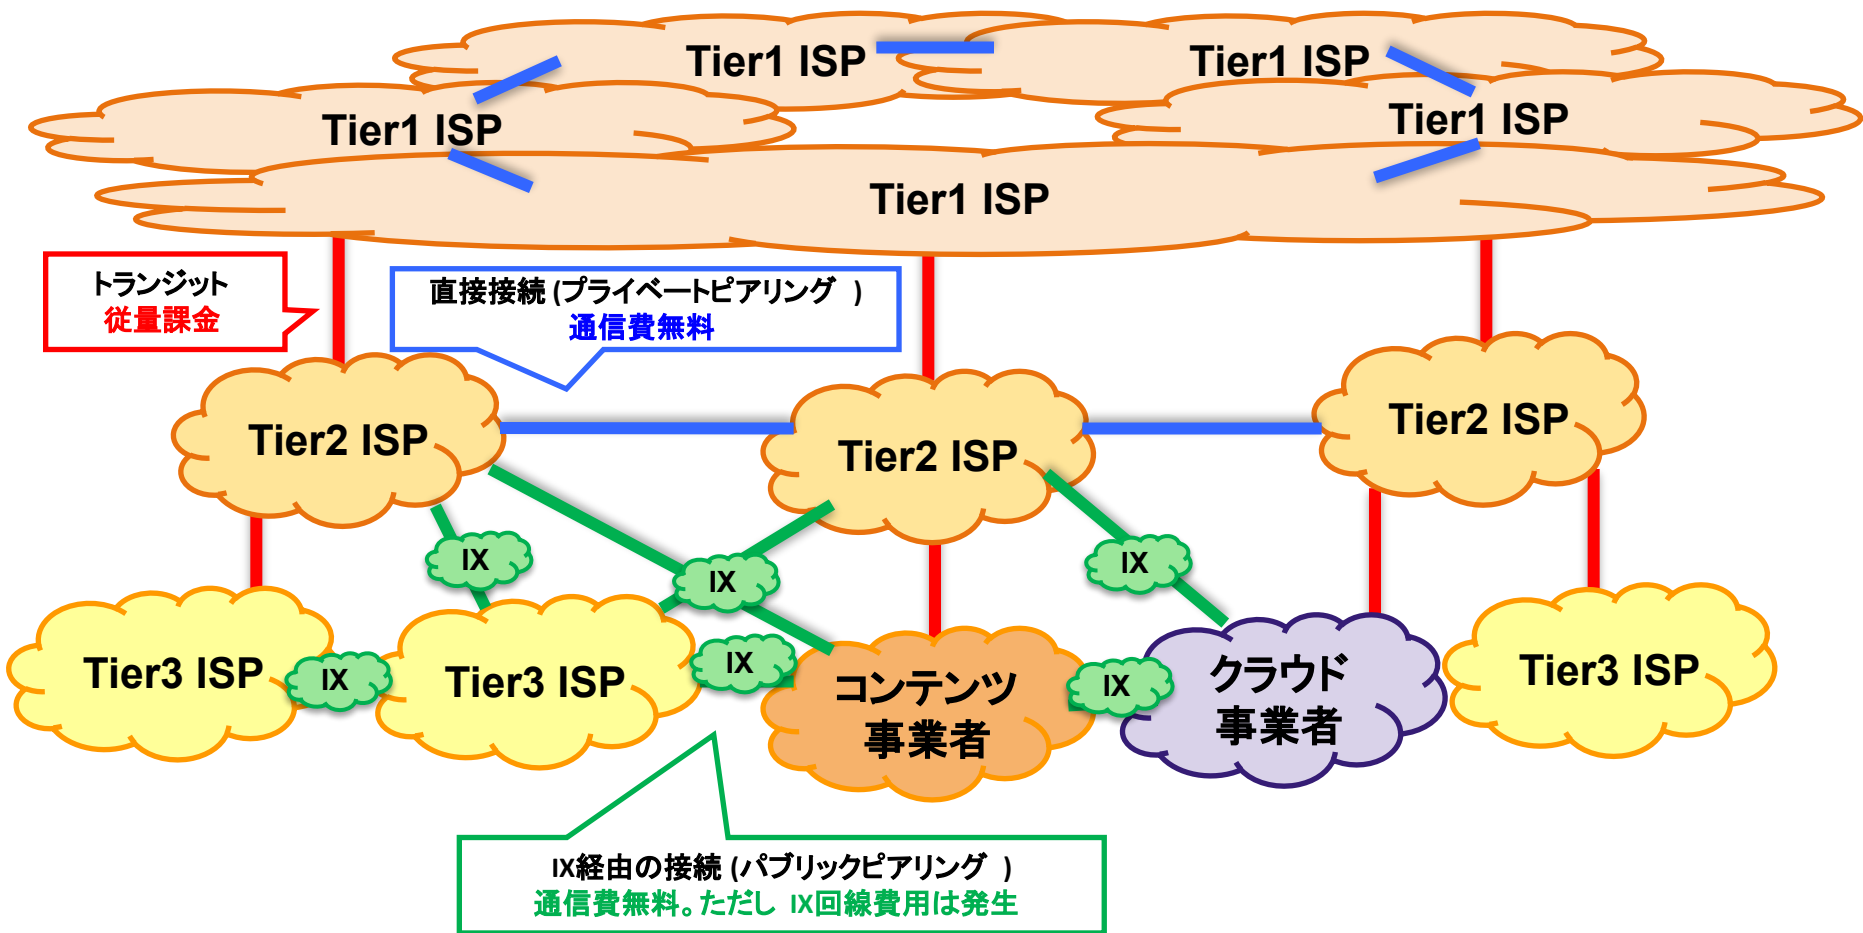 Tier1 ISP
Tier1 ISP
Tier1 ISP
Tier1 ISP
Tier1 ISP
トランジット
従量課金
直接接続 (プライベートピアリング )
通信費無料
Tier2 ISP
Tier2 ISP
Tier2 ISP
IX
IX
IX
Tier3 ISP
IX
Tier3 ISP
IX
コンテンツ
事業者
IX
クラウド
事業者
Tier3 ISP
IX経由の接続 (パブリックピアリング )
通信費無料。ただし IX回線費用は発生